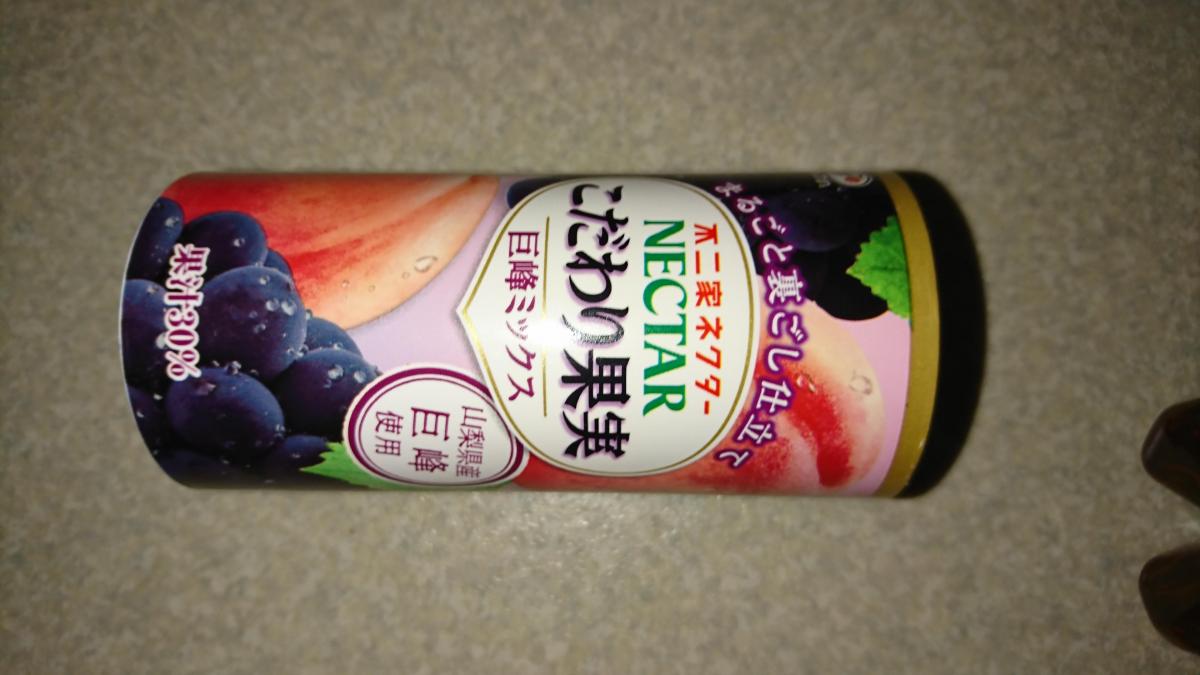 まるごと裏ごし仕立て
不二家ネクター
NECTAR
こだわり果実
巨峰ミックス
山梨県産
巨峰
使用
果汁30%